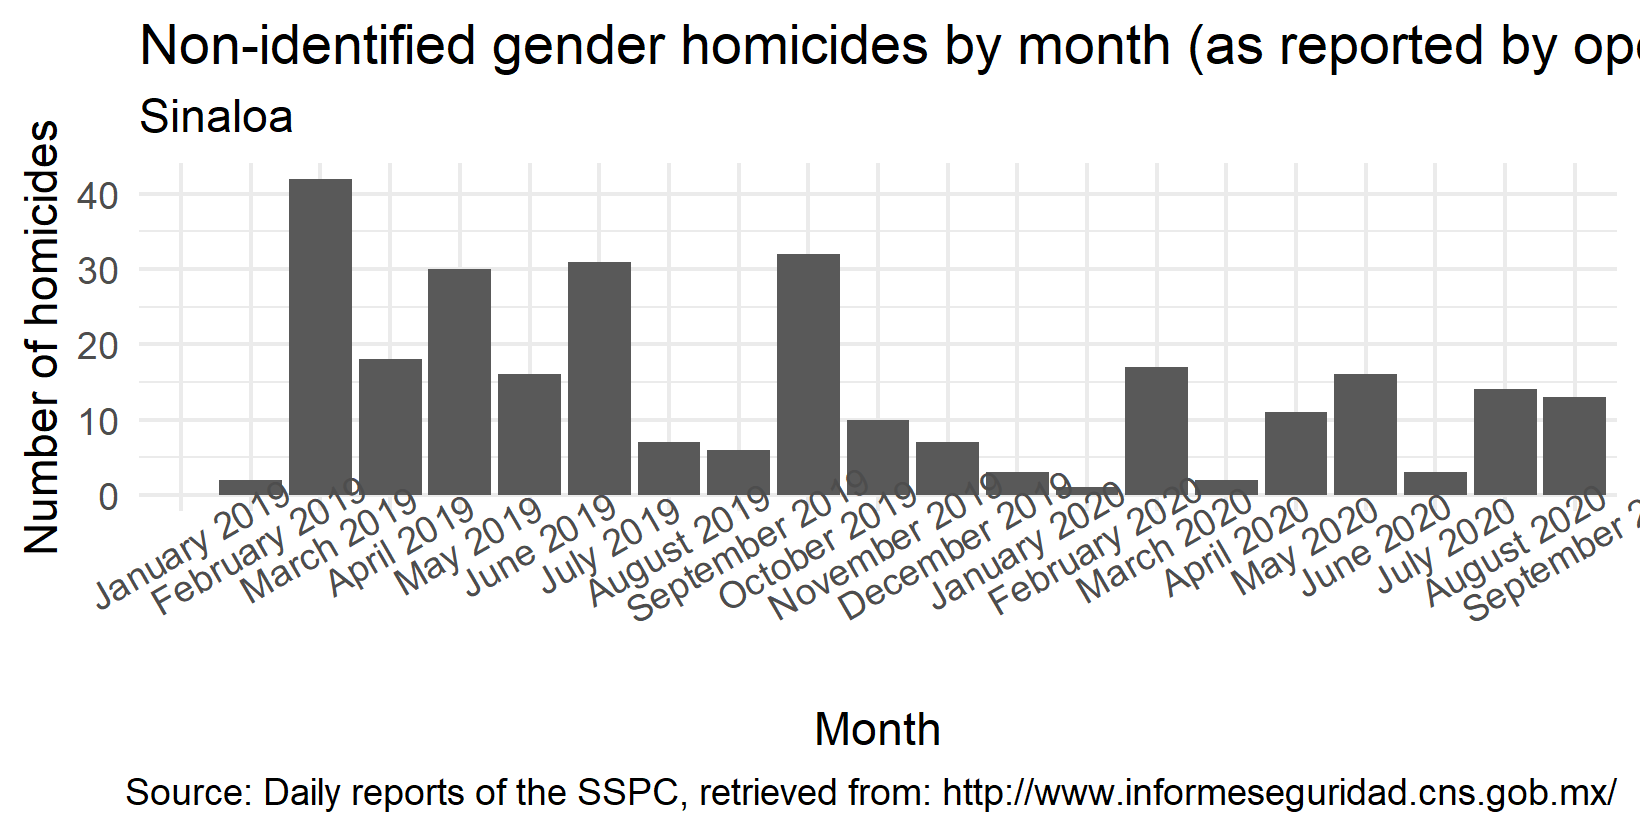 Non-identified gender homicides by month (as reported by
Sinaloa
Number of homicides
40
30
20
10
0
January 2019
February 2019
March 2019
April 2019
May 2019
June 2019
July 2019
August 2019
September 2019
October 2019
November 2019
December 2019
January 2020
February 2020
March 2020
April 2020
May 2020
June 2020
July 2020
August 2020
September
Month
Source: Daily reports of the SSPC, retrieved from: http://www.informeseguridad.cns.gob.mx/